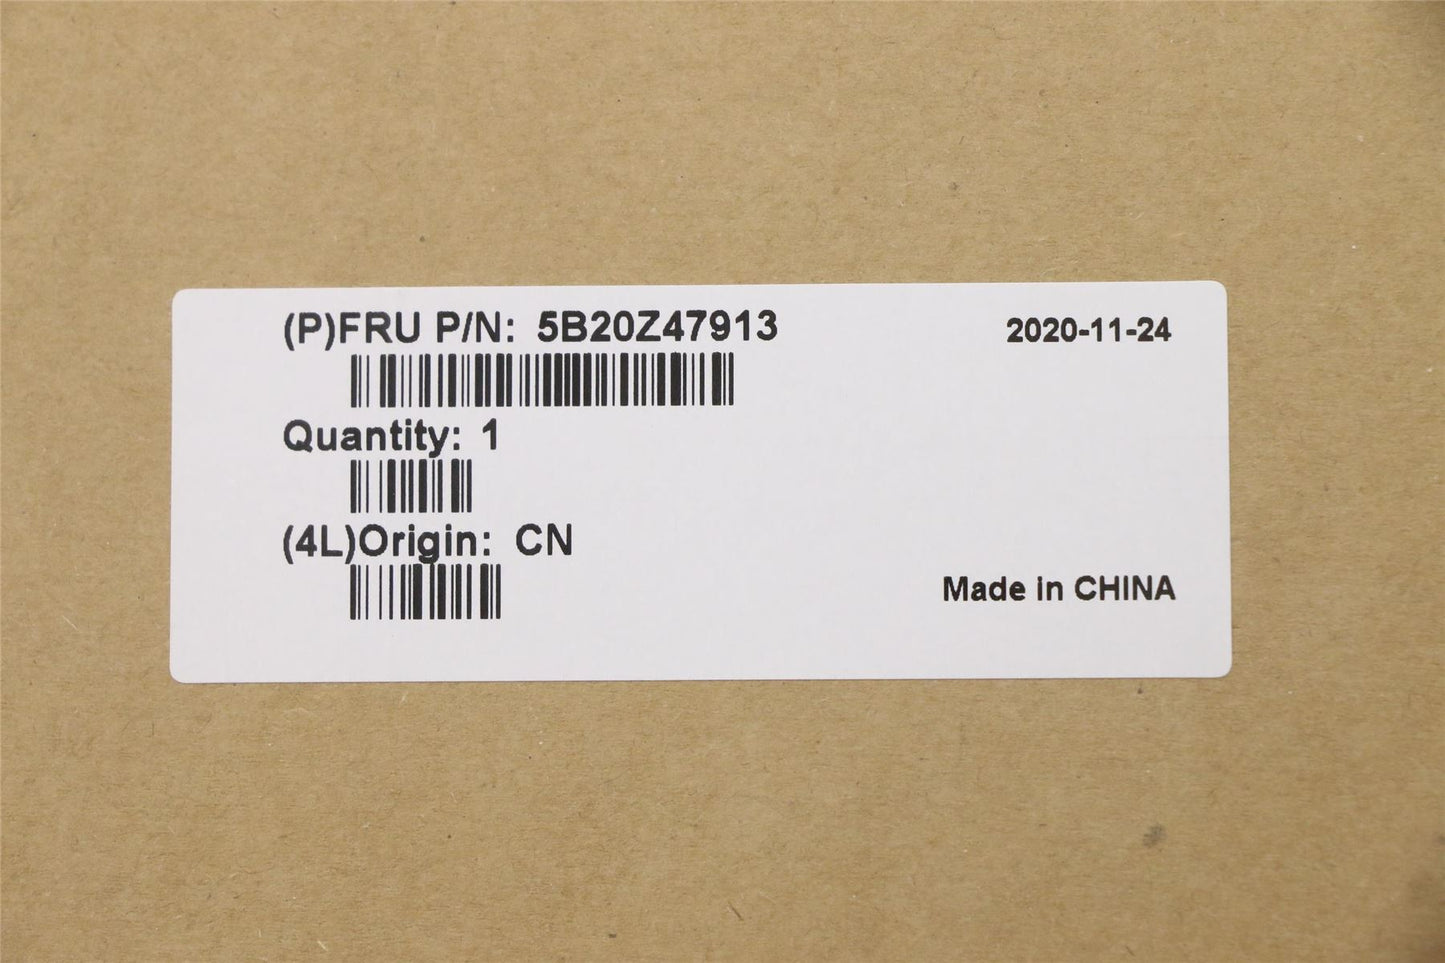 (P)FRU P/N: 5B20Z47913 2020-11-24
Quantity: 1
(4L)Origin: CN
Made in CHINA